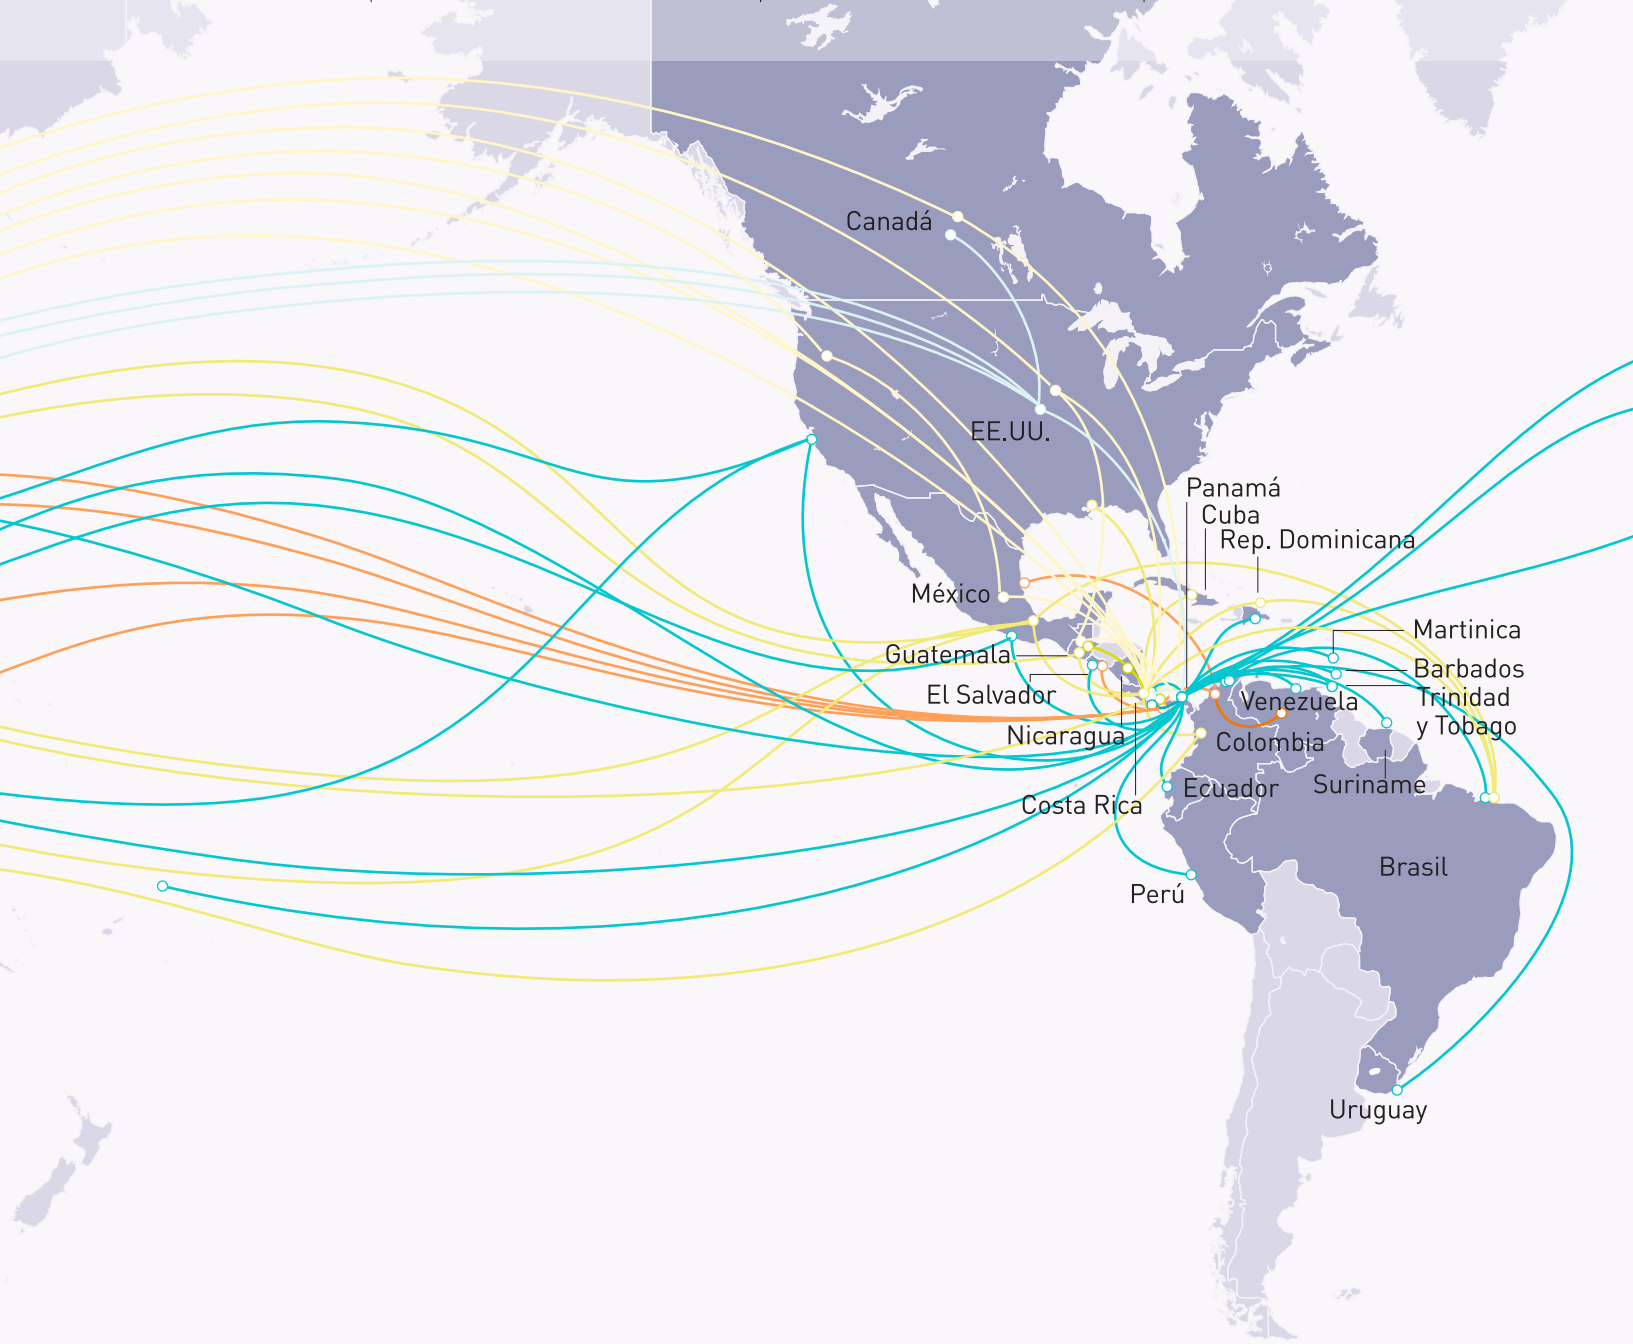 Canadá
EE.UU.
Panamá
Cuba
Rep. Dominicana
México
Martinica
Guatemala
Barbados
El Salvador
Venezuela
Trinidad
y Tobago
Nicaragua
Colombia
Ecuador
Suriname
Costa Rica
Brasil
Perú
Uruguay